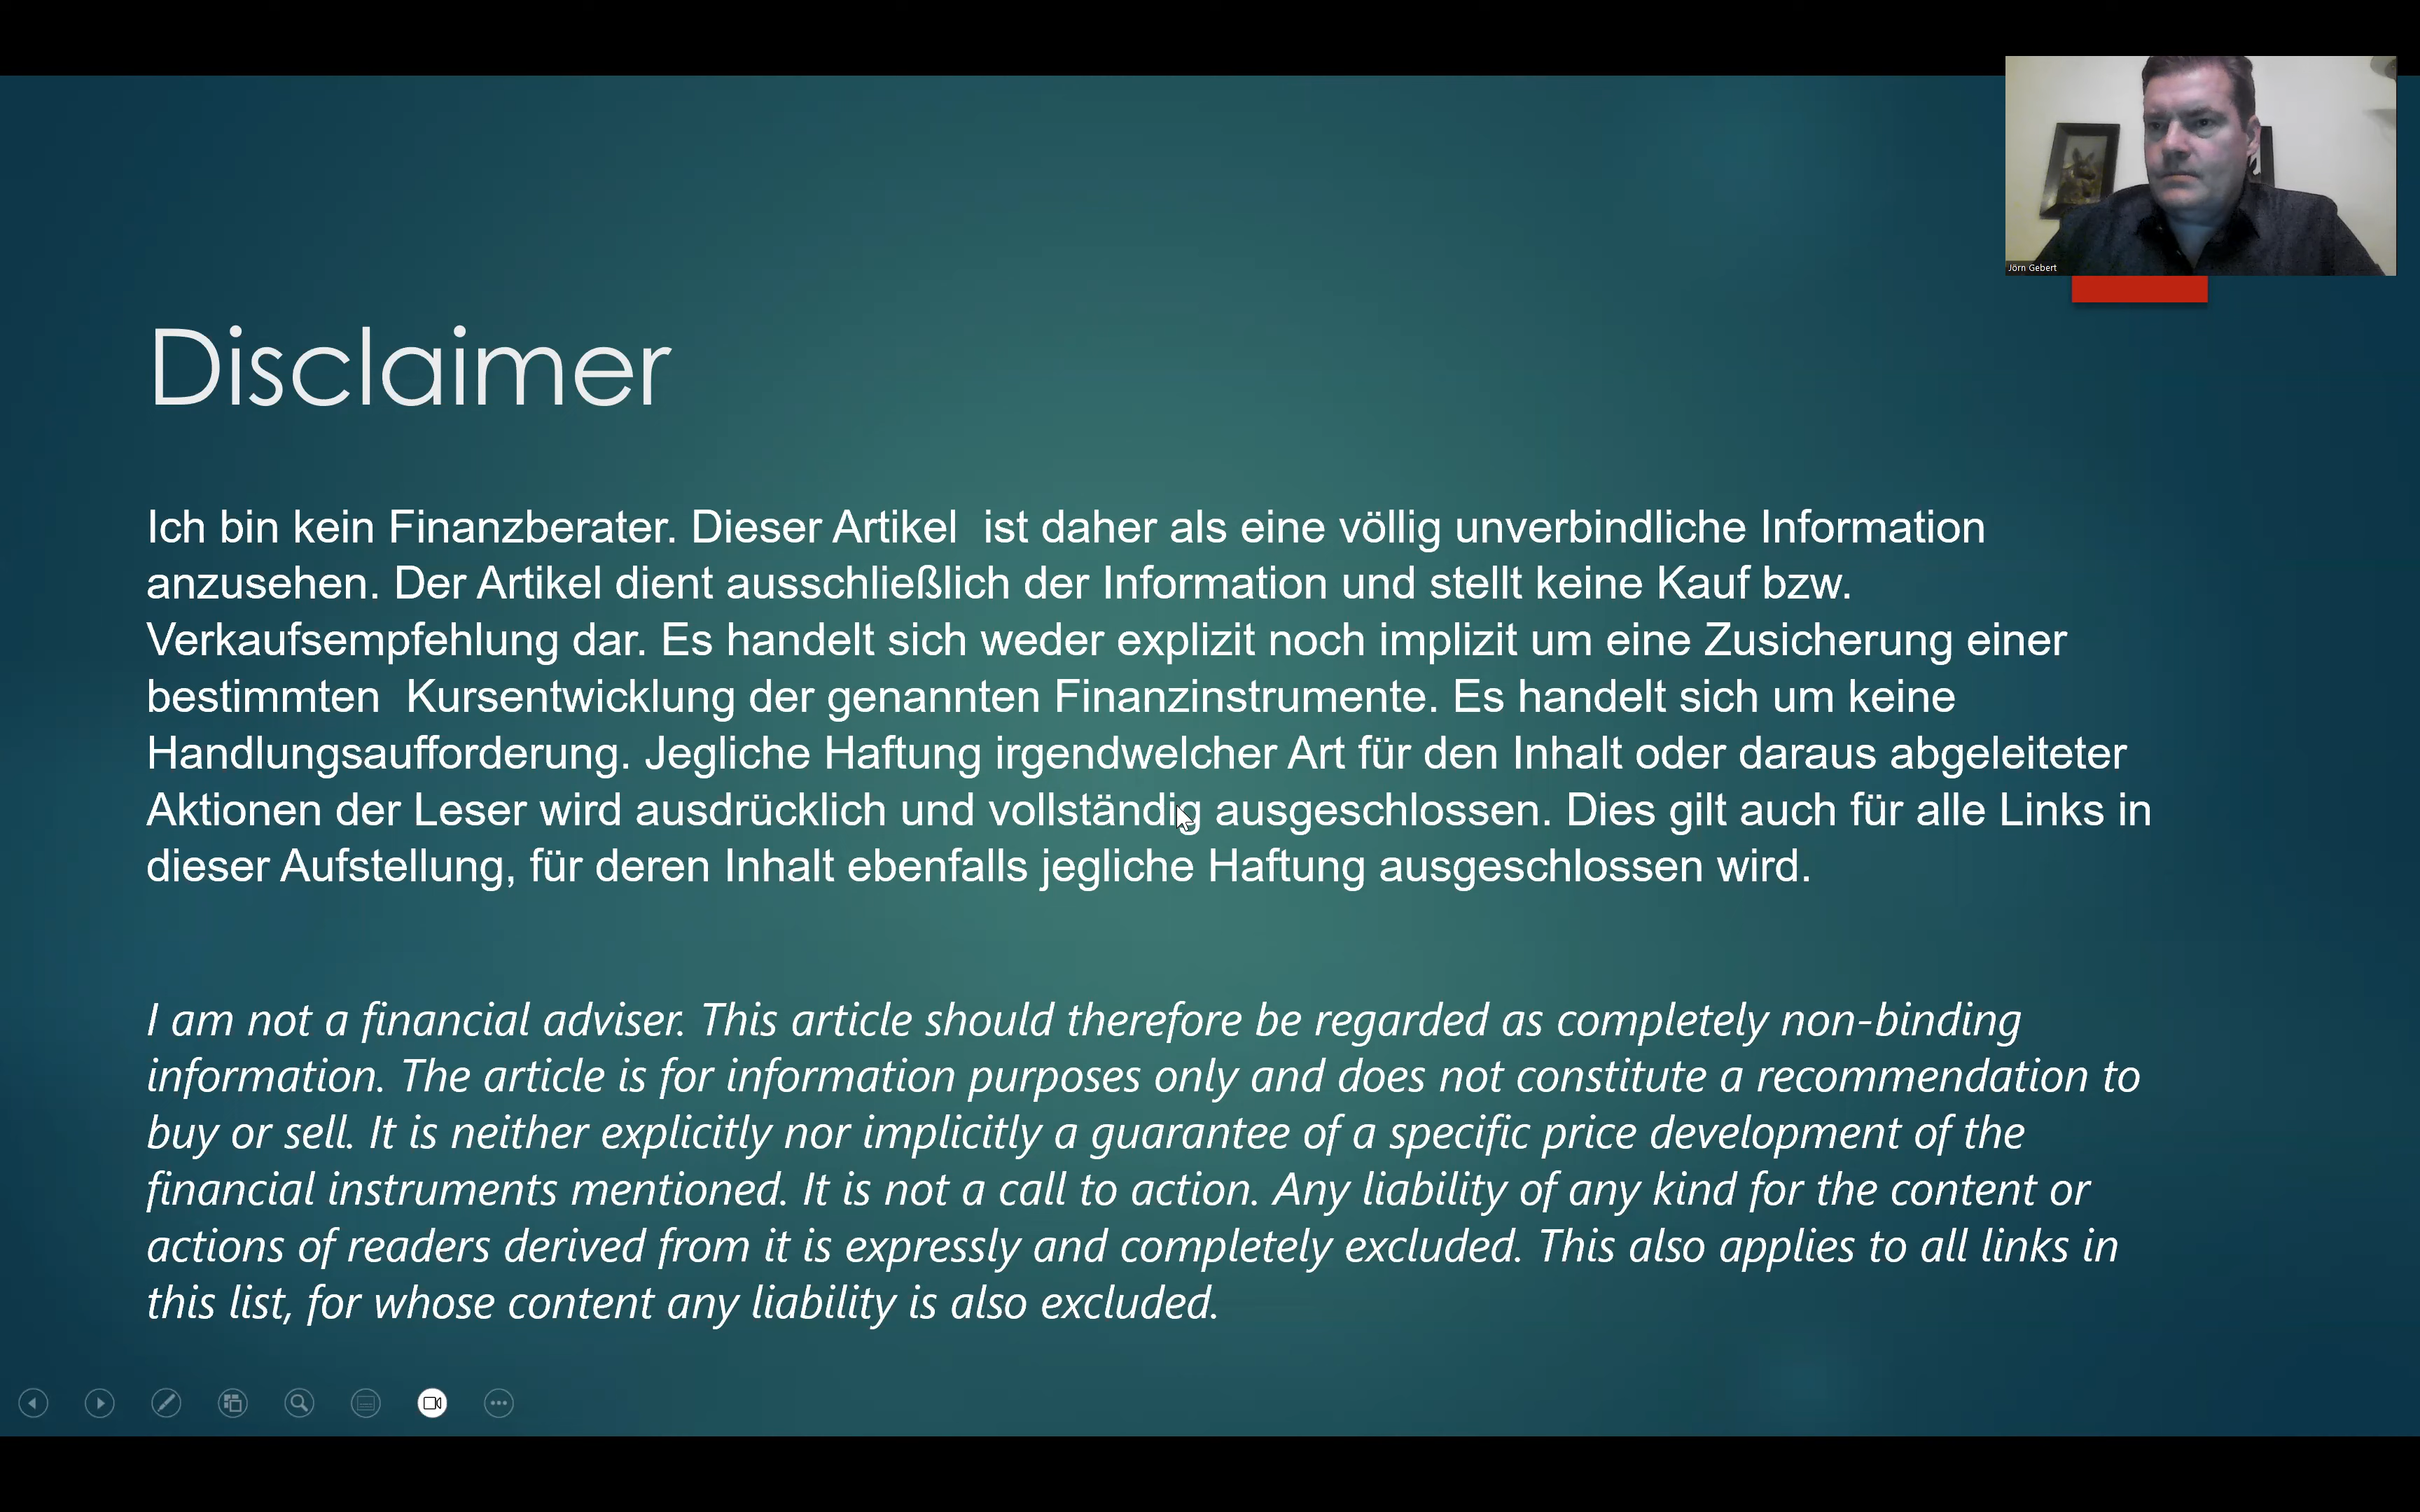 Jörn Gebert
Disclaimer
Ich bin kein Finanzberater. Dieser Artikel  ist daher als eine völlig unverbindliche Information
anzusehen. Der Artikel dient ausschließlich der Information und stellt keine Kauf bzw.
Verkaufsempfehlung dar. Es handelt sich weder explizit noch implizit um eine Zusicherung einer
bestimmten  Kursentwicklung der genannten Finanzinstrumente. Es handelt sich um keine
Handlungsaufforderung. Jegliche Haftung irgendwelcher Art für den Inhalt oder daraus abgeleiteter
Aktionen der Leser wird ausdrücklich und vollständig ausgeschlossen. Dies gilt auch für alle Links in
dieser Aufstellung, für deren Inhalt ebenfalls jegliche Haftung ausgeschlossen wird.
I am not a financial adviser. This article should therefore be regarded as completely non-binding
information. The article is for information purposes only and does not constitute a recommendation to
buy or sell. It is neither explicitly nor implicitly a guarantee of a specific price development of the
financial instruments mentioned. It is not a call to action. Any liability of any kind for the content or
actions of readers derived from it is expressly and completely excluded. This also applies to all links in
this list, for whose content any liability is also excluded.